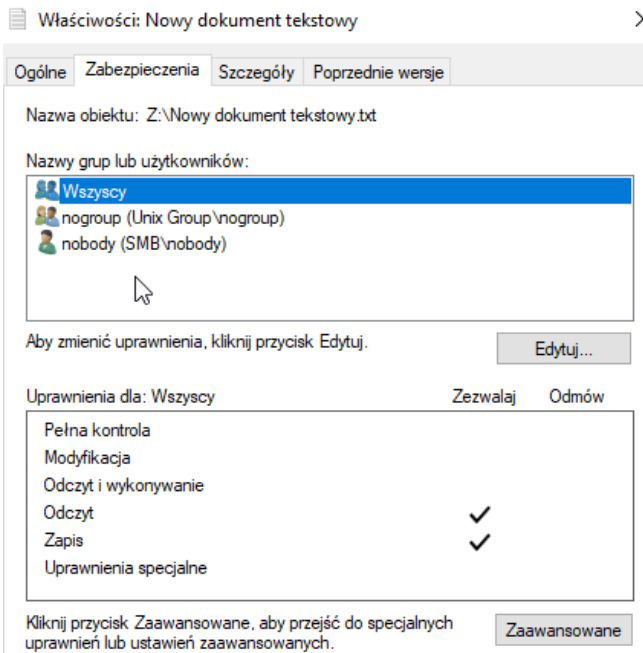 Właściwości: Nowy dokument tekstowy
Ogólne Zabezpieczenia Szczegóły Poprzednie wersje
Nazwa obiektu: Z:\Nowy dokument tekstowy.txt
Nazwy grup lub użytkowników:
Wszyscy
nogroup (Unix Group\nogroup)
nobody (SMB\nobody)
Aby zmienić uprawnienia, kliknij przycisk Edytuj.
Edytuj...
Uprawnienia dla: Wszyscy Zezwalaj Odmów
Pełna kontrola
Modyfikacja
Odczyt i wykonywanie
Odczyt
Zapis
Uprawnienia specjalne
Kliknij przycisk Zaawansowane, aby przejść do specjalnych
uprawnień lub ustawień zaawansowanych.
Zaawansowane